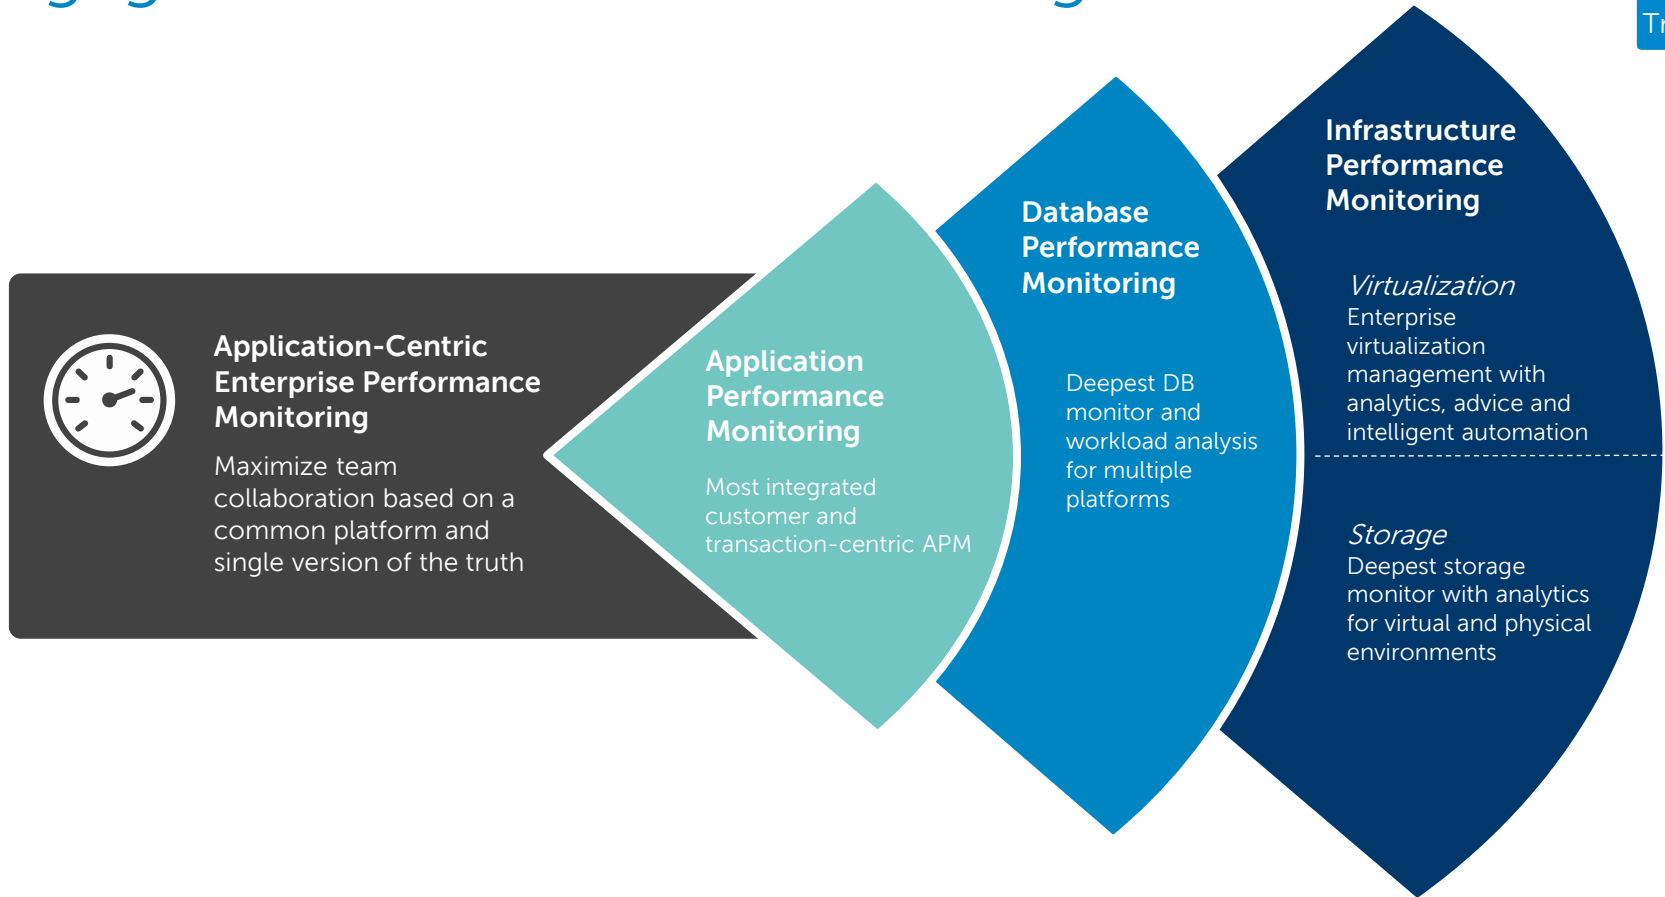 Application-Centric
Enterprise Performance
Monitoring
Maximize team
collaboration based on a
common platform and
single version of the truth
Application
Performance
Monitoring
Most integrated
customer and
transaction-centric APM
Database
Performance
Monitoring
Deepest DB
monitor and
workload analysis
for multiple
platforms
Infrastructure
Performance
Monitoring
Virtualization
Enterprise
virtualization
management with
analytics, advice and
intelligent automation
Storage
Deepest storage
monitor with analytics
for virtual and physical
environments